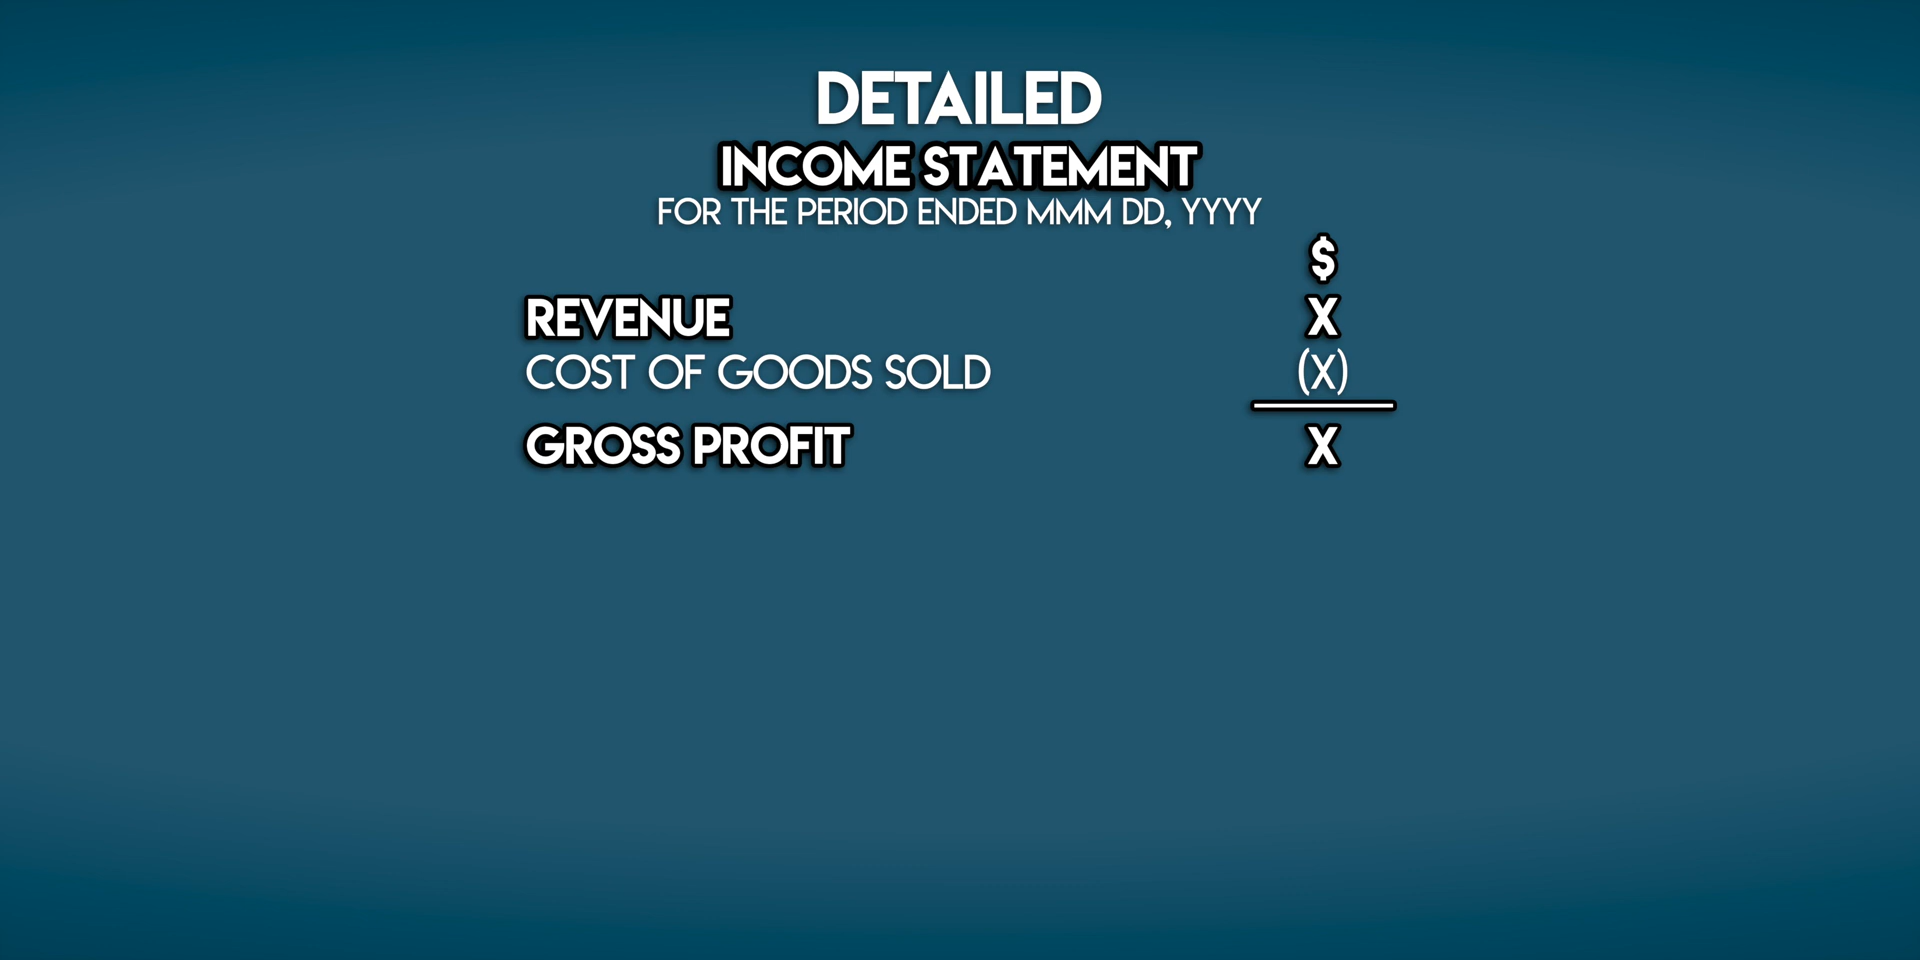 DETAILED
INCOME STATEMENT
FOR THE PERIOD ENDED MMM DD, YYYY
$
REVENUE X
COST OF GOODS SOLD (X)
GROSS PROFIT X